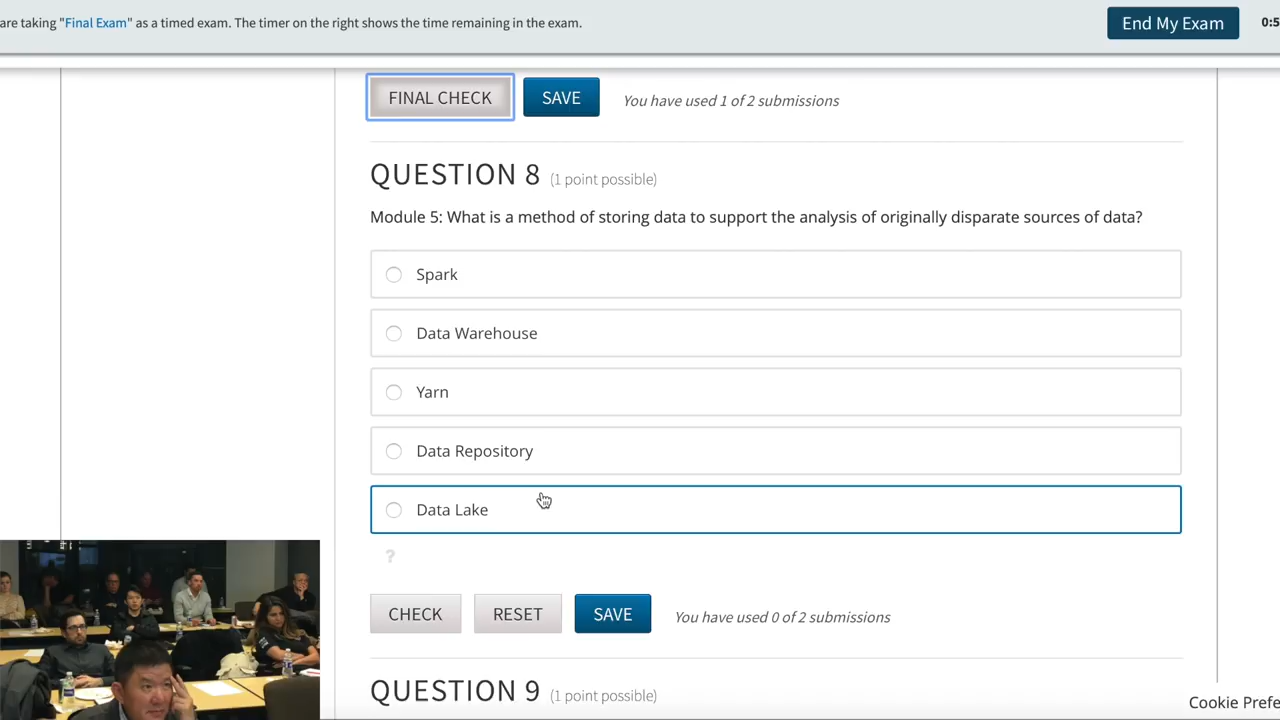 are taking "Final Exam" as a timed exam. The timer on the right shows the time remaining in the exam.
End My Exam
0:5
FINAL CHECK
SAVE
You have used 1 of 2 submissions
QUESTION 8 (1 point possible)
Module 5: What is a method of storing data to support the analysis of originally disparate sources of data?
Spark
Data Warehouse
Yarn
Data Repository
Data Lake
?
CHECK
RESET
SAVE
You have used 0 of 2 submissions
QUESTION 9 (1 point possible)
Cookie Prefe